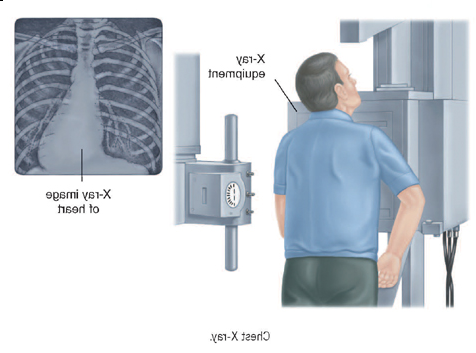 X-ray
equipment
X-ray image
of heart
Chest X-ray.